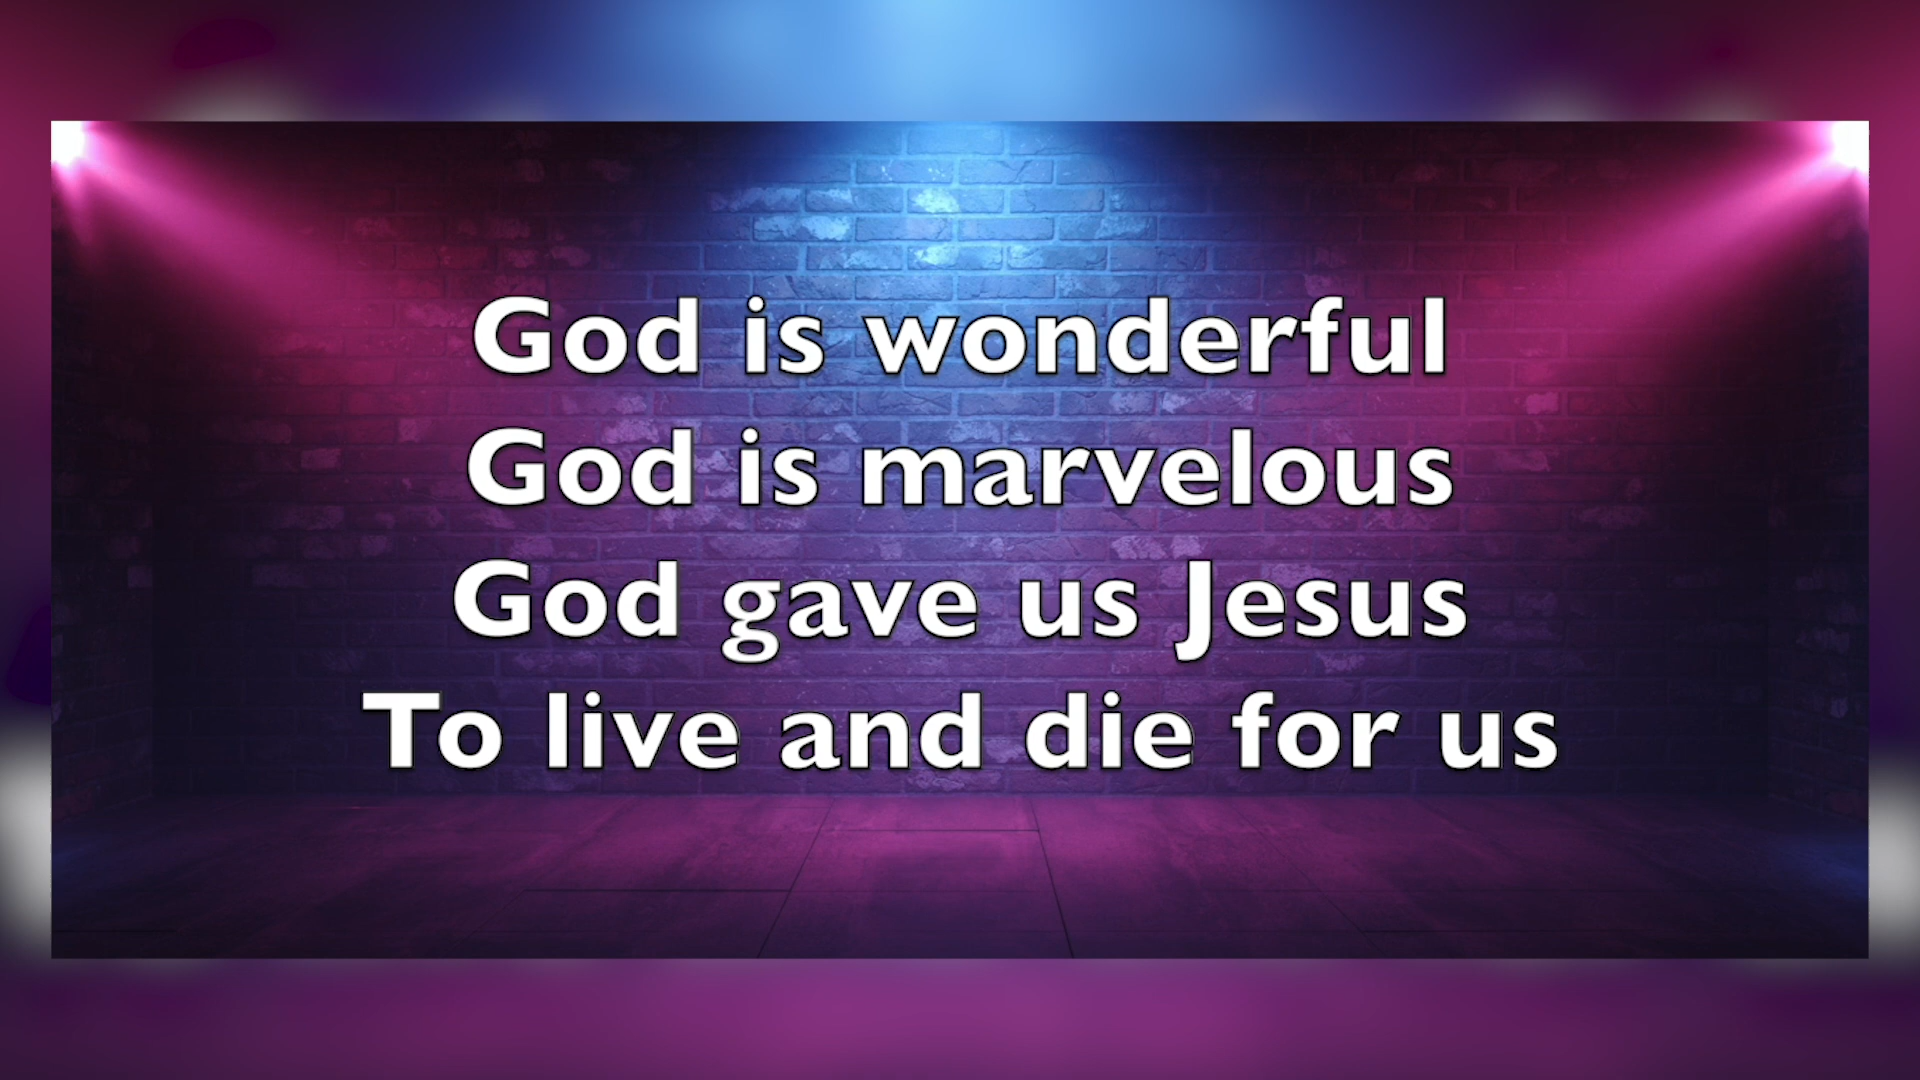 God is wonderful
God is marvelous
God gave us Jesus
To live and die for us